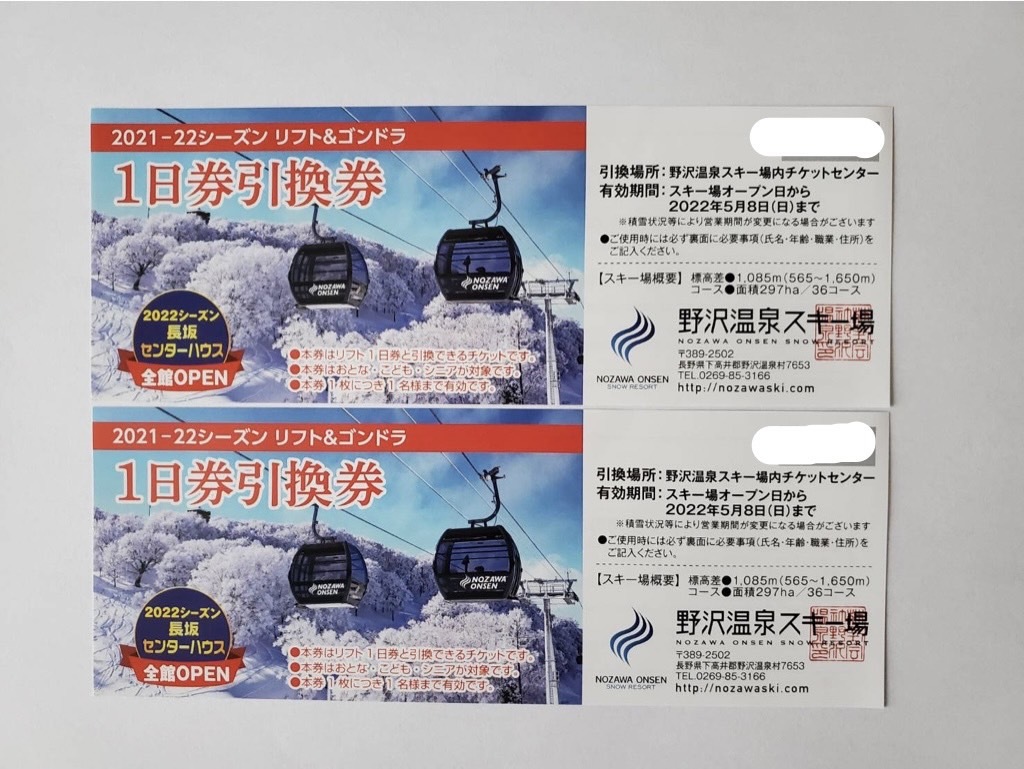 2021-22シーズン リフト&ゴンドラ
1日券引換券
NOZAWA
ONSEN
NOZAWA
ONSEN
2022シーズン
長坂
センターハウス
全館OPEN
●本券はリフト1日券と引換できるチケットです。
●本券はおとな・こども・シニアが対象です。
●本券1枚につき1名様まで有効です。
引換場所：野沢温泉スキー場内チケットセンター
有効期間：スキー場オープン日から
2022年5月8日(日)まで
※積雪状況等により営業期間が変更になる場合がございます
●ご使用時には必ず裏面に必要事項(氏名・年齢・職業・住所)を
ご記入ください。
【スキー場概要】 標高差●1,085m(565～1,650m)
コース●面積297ha／36コース
NOZAWA ONSEN
SNOW RESORT
野沢温泉スキー場
NOZAWA ONSEN SNOW RESORT
〒389-2502
長野県下高井郡野沢温泉村7653
TEL.0269-85-3166
http://nozawaski.com
2021-22シーズン リフト&ゴンドラ
1日券引換券
NOZAWA
ONSEN
NOZAWA
ONSEN
2022シーズン
長坂
センターハウス
全館OPEN
●本券はリフト1日券と引換できるチケットです。
●本券はおとな・こども・シニアが対象です。
●本券1枚につき1名様まで有効です。
引換場所：野沢温泉スキー場内チケットセンター
有効期間：スキー場オープン日から
2022年5月8日(日)まで
※積雪状況等により営業期間が変更になる場合がございます
●ご使用時には必ず裏面に必要事項(氏名・年齢・職業・住所)を
ご記入ください。
【スキー場概要】 標高差●1,085m(565～1,650m)
コース●面積297ha／36コース
NOZAWA ONSEN
SNOW RESORT
野沢温泉スキー場
NOZAWA ONSEN SNOW RESORT
〒389-2502
長野県下高井郡野沢温泉村7653
TEL.0269-85-3166
http://nozawaski.com